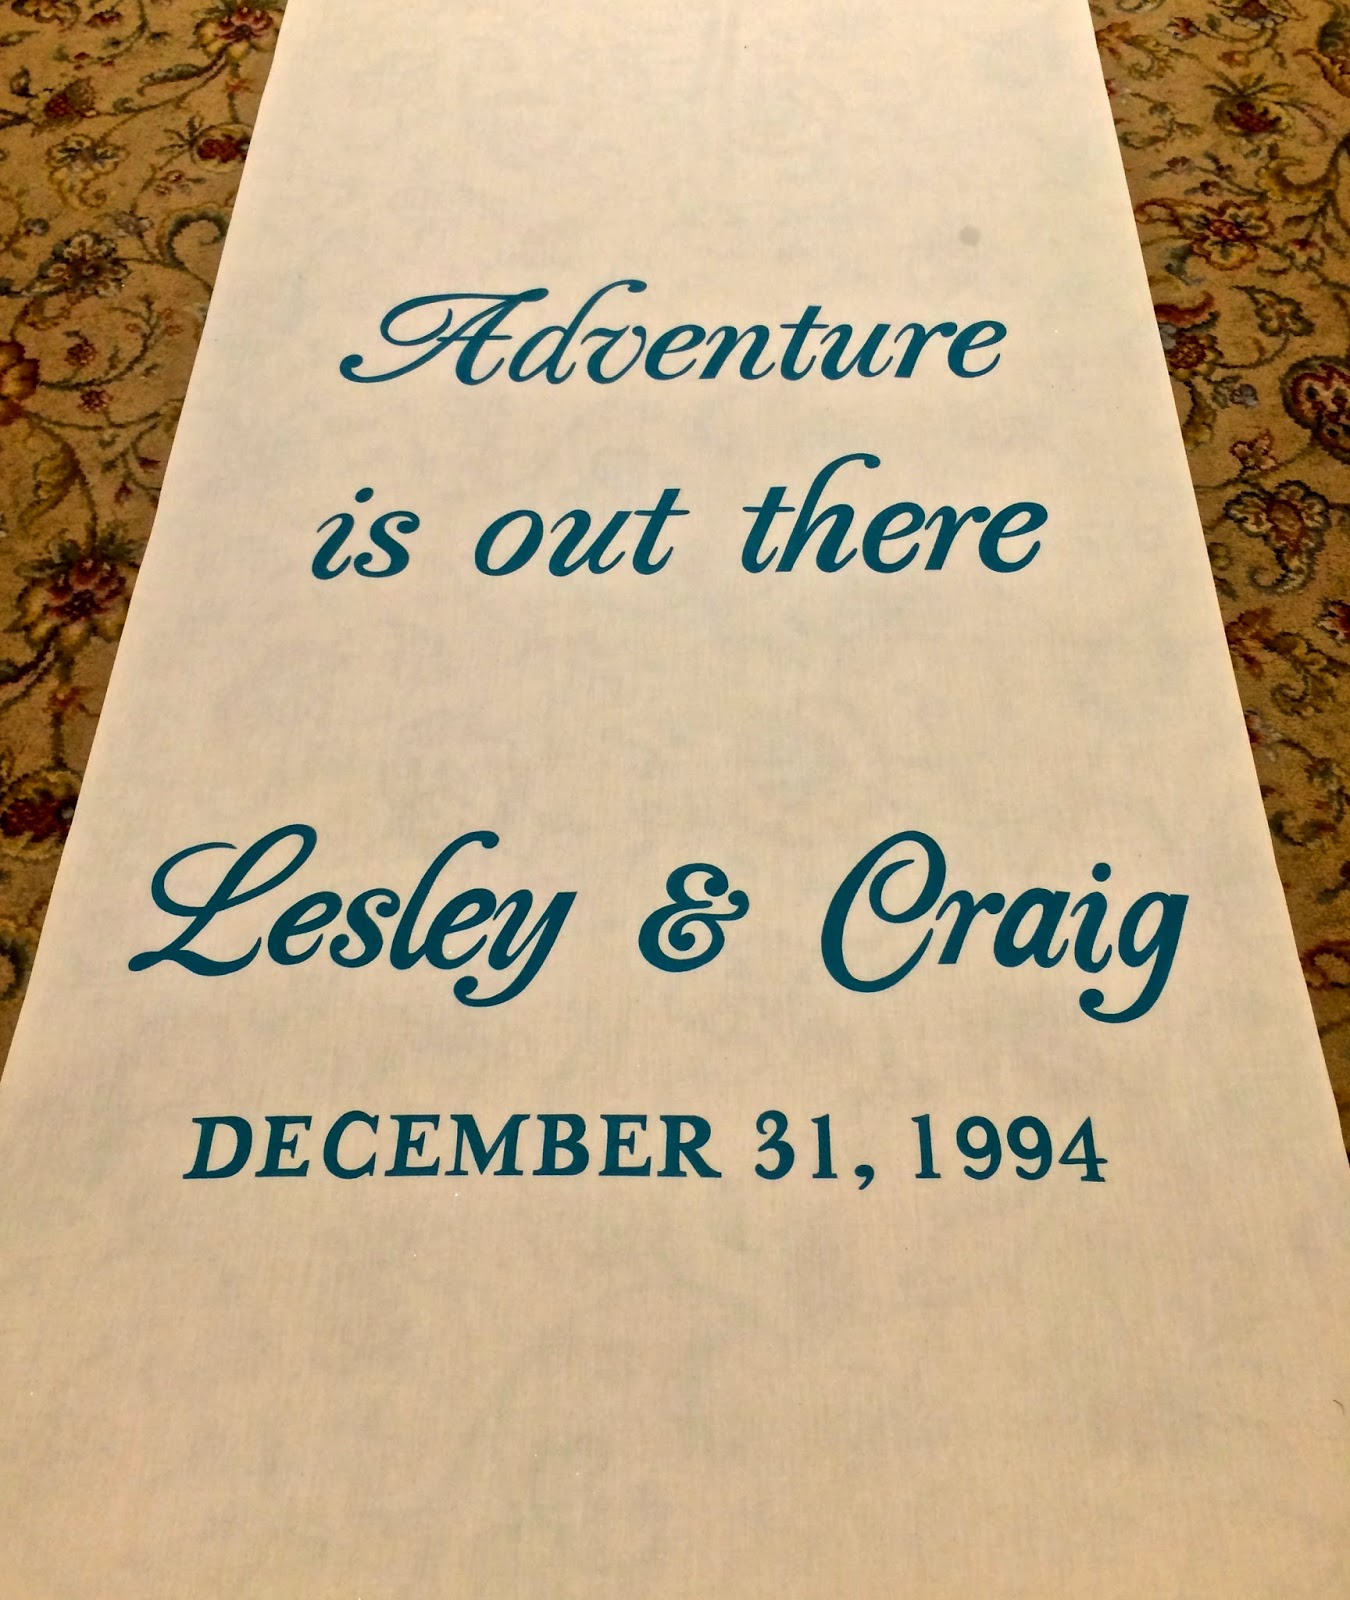 Adventure
is out there
Lesley & Craig
DECEMBER 31, 1994